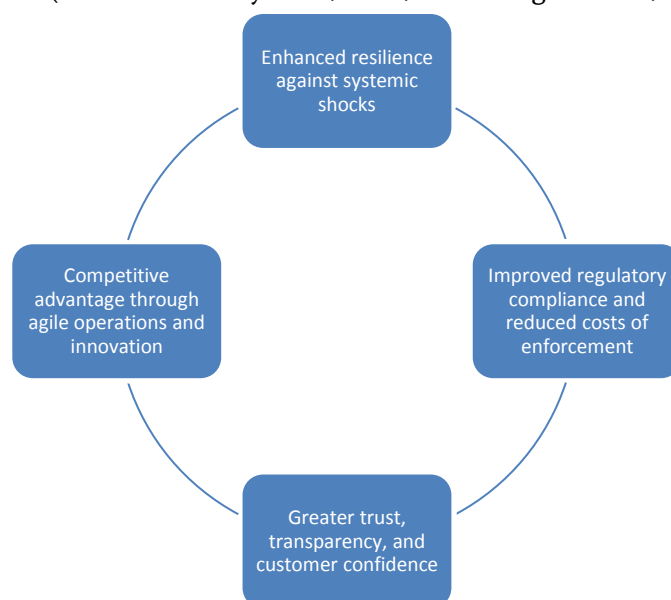 Enhanced resilience
against systemic
shocks
Improved regulatory
compliance and
reduced costs of
enforcement
Greater trust,
transparency, and
customer confidence
Competitive
advantage through
agile operations and
innovation